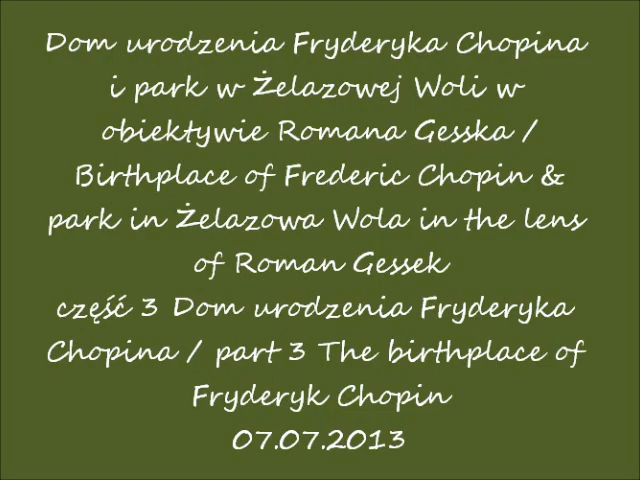 Dom urodzenia Fryderyka Chopina
i park w Żelazowej Woli w
obiektywie Romana Gesska /
Birthplace of Frederic Chopin &
park in Żelazowa Wola in the lens
of Roman Gessek
część 3 Dom urodzenia Fryderyka
Chopina / part 3 The birthplace of
Fryderyk Chopin
07.07.2013